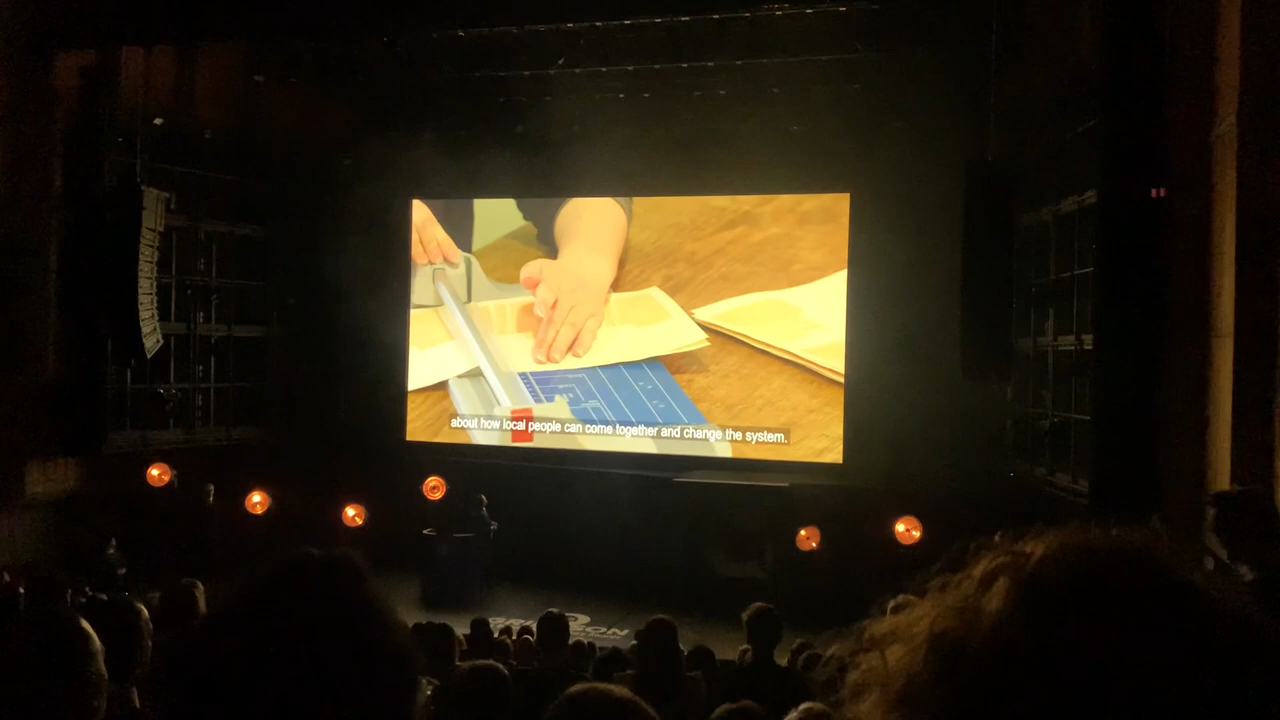 about how local people can come together and change the system.